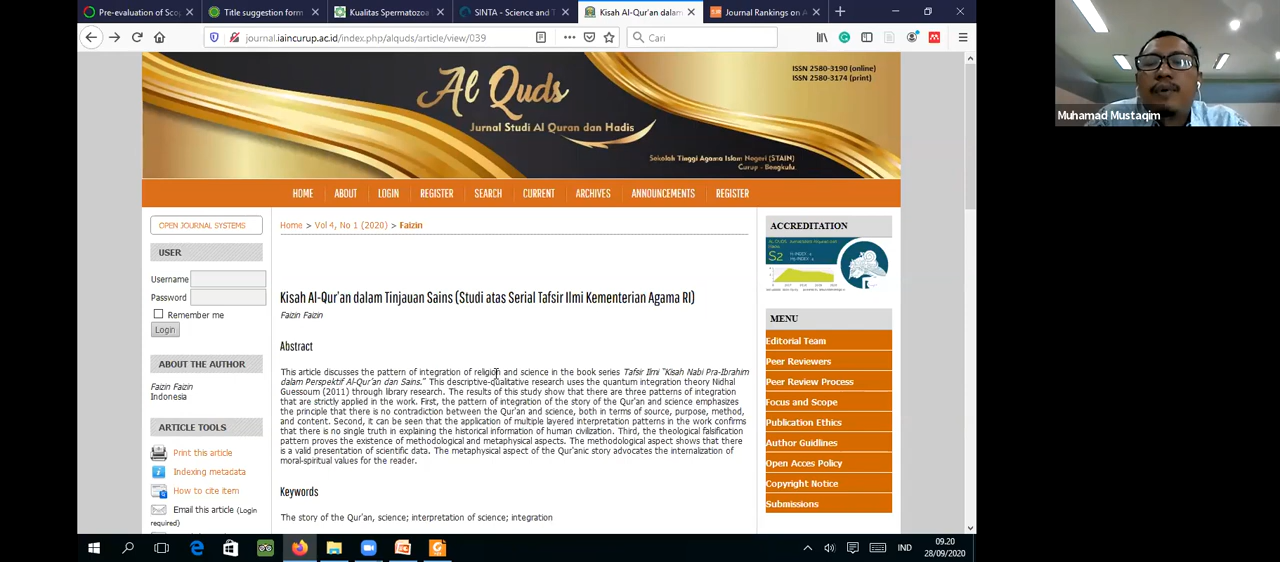 Pre-evaluation of Sco
Title suggestion form
Kualitas Spermatozoa
SINTA - Science and T
Kisah Al-Qur'an dalam
Journal Rankings on A
journal.iaincurup.ac.id/index.php/alquds/article/view/039
Cari
Muhamad Mustaqim
ISSN 2580-3190 (online)
ISSN 2580-3174 (print)
Al Quds
Jurnal Studi Al Quran dan Hadis
Sekolah Tinggi Agama Islam Negeri (STAIN)
Curup - Bengkulu
HOME ABOUT LOGIN REGISTER SEARCH CURRENT ARCHIVES ANNOUNCEMENTS REGISTER
OPEN JOURNAL SYSTEMS
USER
Username
Password
Remember me
Login
ABOUT THE AUTHOR
Faizin Faizin
Indonesia
ARTICLE TOOLS
Print this article
Indexing metadata
How to cite item
Email this article (Login
required)
Home > Vol 4, No 1 (2020) > Faizin
Kisah Al-Qur'an dalam Tinjauan Sains (Studi atas Serial Tafsir Ilmi Kementerian Agama RI)
Faizin Faizin
Abstract
This article discusses the pattern of integration of religion and science in the book series Tafsir Ilmi "Kisah Nabi Pra-Ibrahim
dalam Perspektif Al-Qur'an dan Sains." This descriptive-qualitative research uses the quantum integration theory Nidhal
Guessoum (2011) through library research. The results of this study show that there are three patterns of integration
that are strictly applied in the work. First, the pattern of integration of the story of the Qur'an and science emphasizes
the principle that there is no contradiction between the Qur'an and science, both in terms of source, purpose, method,
and content. Second, it can be seen that the application of multiple layered interpretation patterns in the work confirms
that there is no single truth in explaining the historical information of human civilization. Third, the theological falsification
pattern proves the existence of methodological and metaphysical aspects. The methodological aspect shows that there
is a valid presentation of scientific data. The metaphysical aspect of the Qur'anic story advocates the internalization of
moral-spiritual values for the reader.
Keywords
The story of the Qur'an, science; interpretation of science; integration
ACCREDITATION
S2
MENU
Editorial Team
Peer Reviewers
Peer Review Process
Focus and Scope
Publication Ethics
Author Guidlines
Open Acces Policy
Copyright Notice
Submissions
IND
09.20
28/09/2020